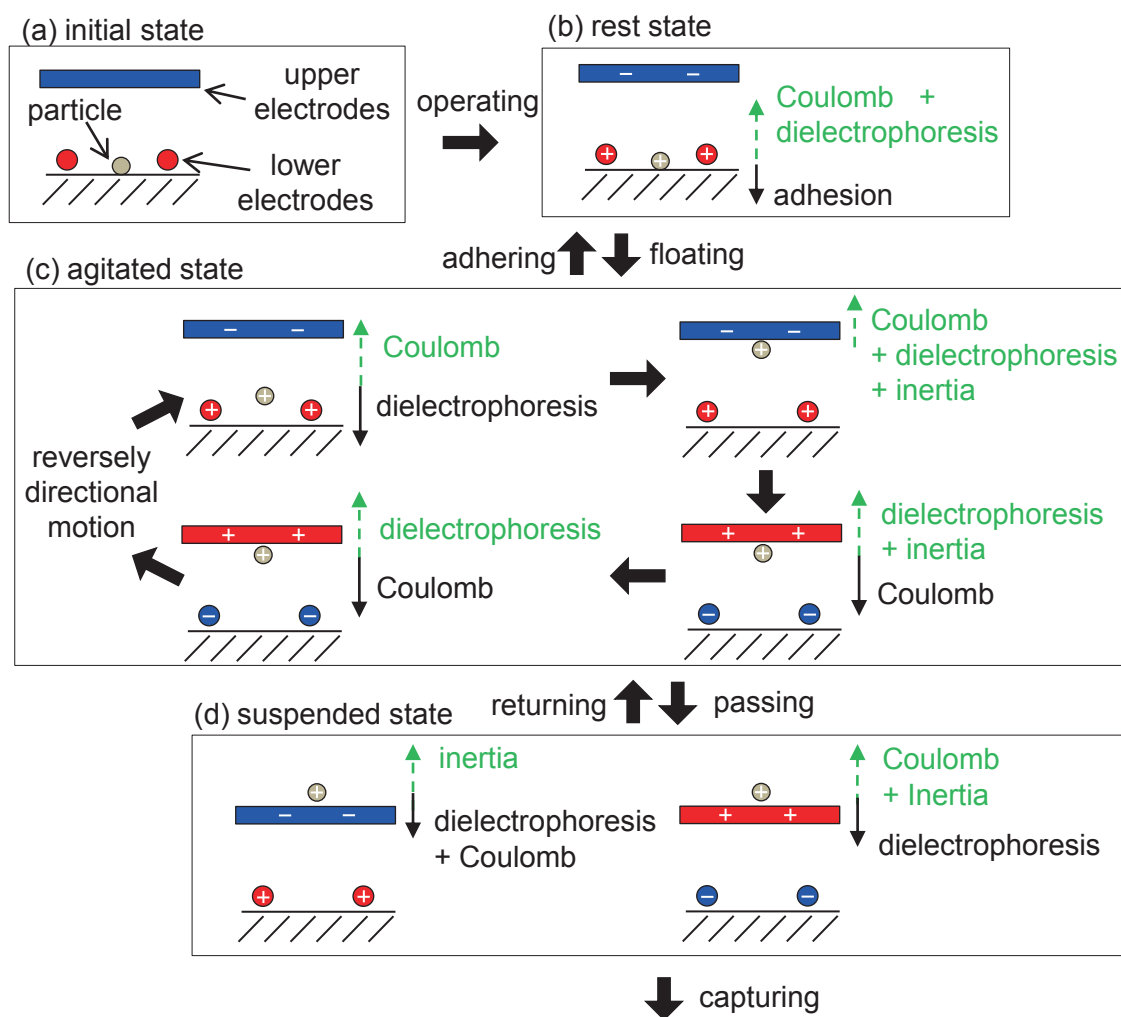 (a) initial state
upper
electrodes
particle
lower
electrodes
operating
(b) rest state
− −
Coulomb +
dielectrophoresis
+ + +
adhesion
adhering
floating
(c) agitated state
− −
Coulomb
+
dielectrophoresis
+ +
− −
Coulomb
+ dielectrophoresis
+ inertia
+
+ +
reversely
directional
motion
+ +
dielectrophoresis
+
Coulomb
− −
+ +
dielectrophoresis
+ inertia
+
Coulomb
− −
returning
passing
(d) suspended state
inertia
+
− −
dielectrophoresis
+ Coulomb
+ +
Coulomb
+ Inertia
+
+ +
dielectrophoresis
− −
capturing